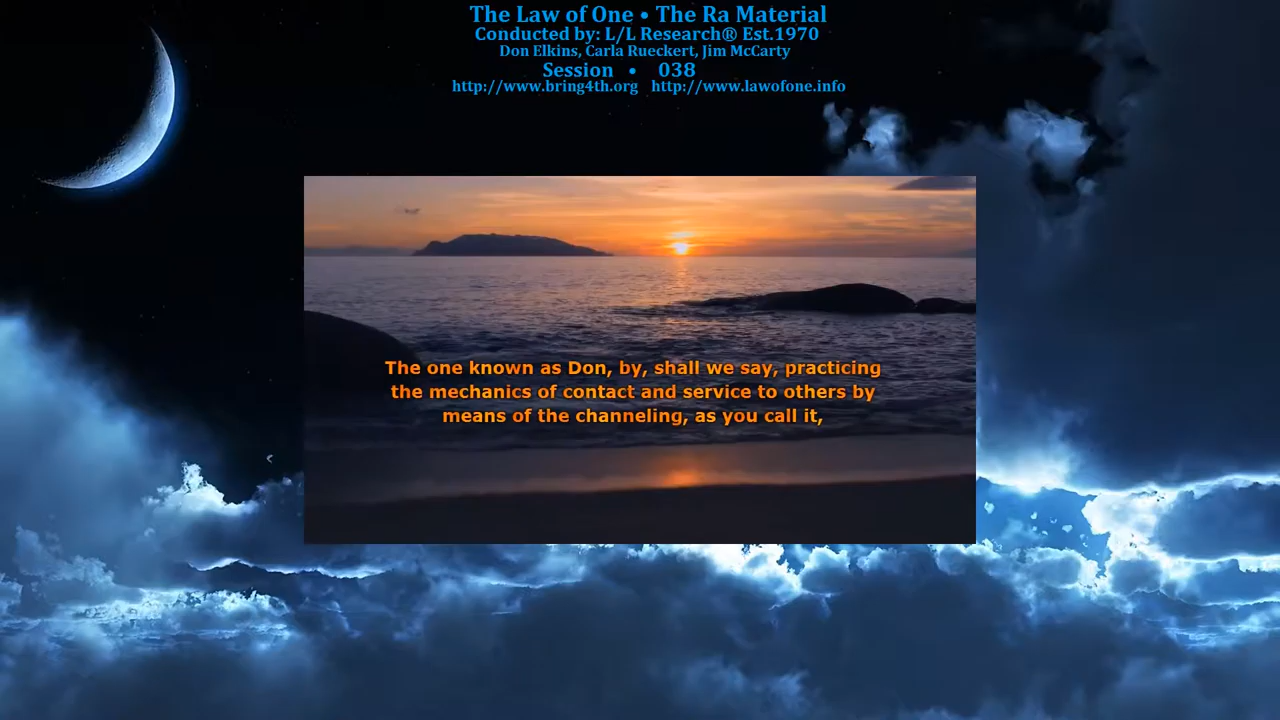 The Law of One • The Ra Material
Conducted by: L/L Research® Est.1970
Don Elkins, Carla Rueckert, Jim McCarty
Session • 038
http://www.bring4th.org http://www.lawofone.info
The one known as Don, by, shall we say, practicing
the mechanics of contact and service to others by
means of the channeling, as you call it,